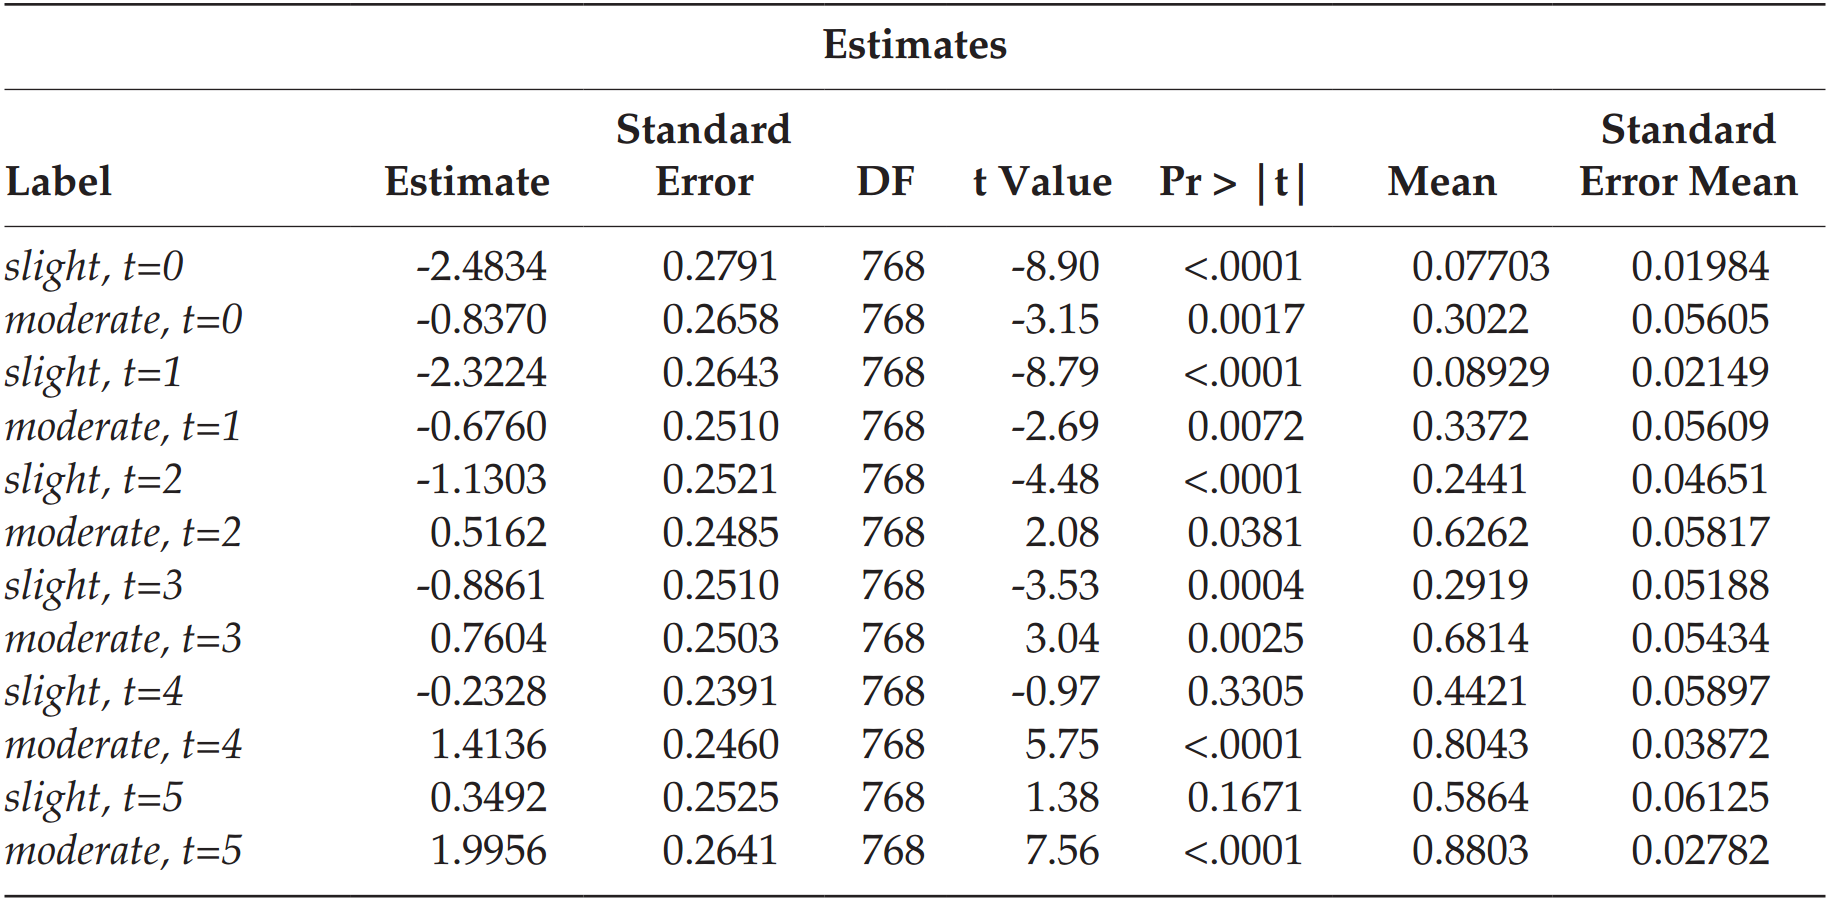 Estimates
Label Estimate Standard Error DF t Value Pr > |t| Mean Standard Error Mean
slight, t=0 -2.4834 0.2791 768 -8.90 <.0001 0.07703 0.01984
moderate, t=0 -0.8370 0.2658 768 -3.15 0.0017 0.3022 0.05605
slight, t=1 -2.3224 0.2643 768 -8.79 <.0001 0.08929 0.02149
moderate, t=1 -0.6760 0.2510 768 -2.69 0.0072 0.3372 0.05609
slight, t=2 -1.1303 0.2521 768 -4.48 <.0001 0.2441 0.04651
moderate, t=2 0.5162 0.2485 768 2.08 0.0381 0.6262 0.05817
slight, t=3 -0.8861 0.2510 768 -3.53 0.0004 0.2919 0.05188
moderate, t=3 0.7604 0.2503 768 3.04 0.0025 0.6814 0.05434
slight, t=4 -0.2328 0.2391 768 -0.97 0.3305 0.4421 0.05897
moderate, t=4 1.4136 0.2460 768 5.75 <.0001 0.8043 0.03872
slight, t=5 0.3492 0.2525 768 1.38 0.1671 0.5864 0.06125
moderate, t=5 1.9956 0.2641 768 7.56 <.0001 0.8803 0.02782